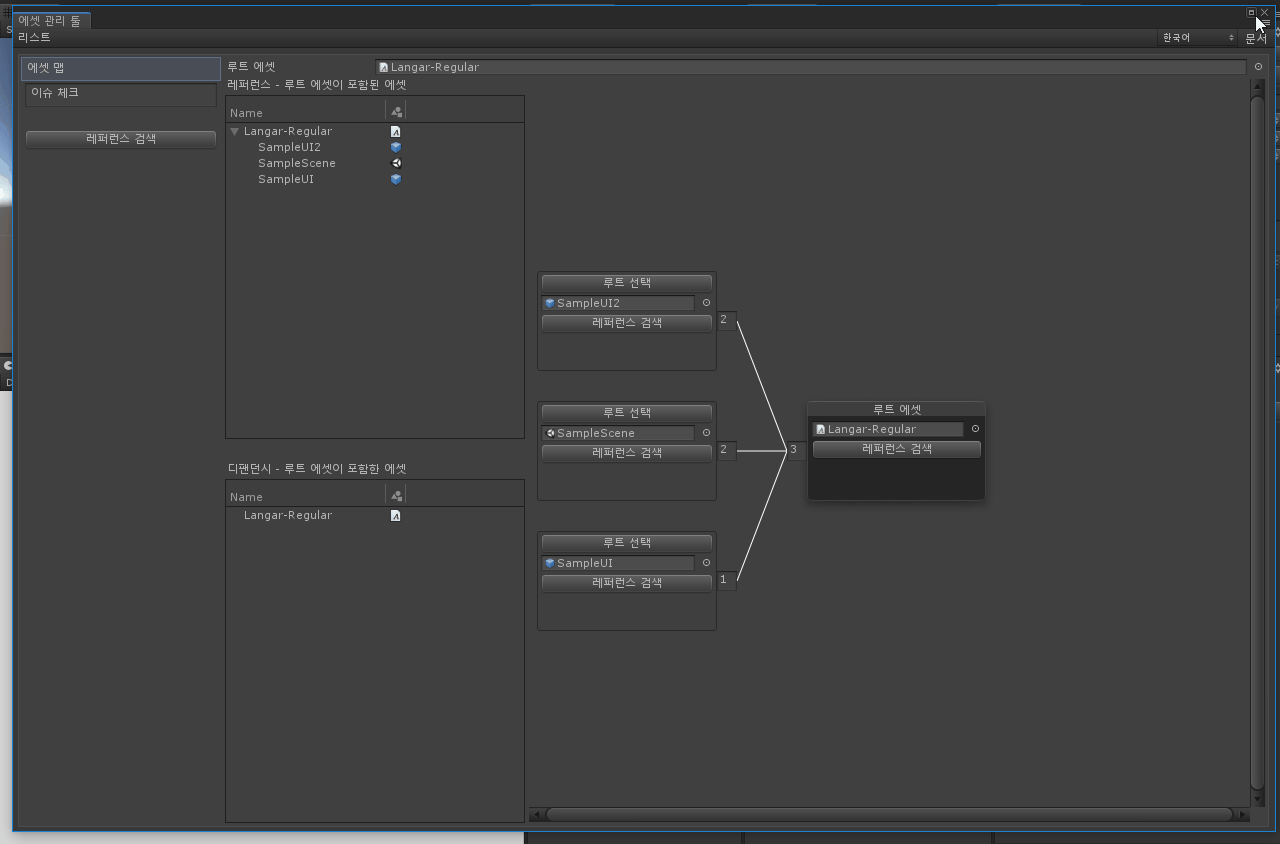 에셋 관리 툴
리스트
한국어
문서
에셋 맵
이슈 체크
레퍼런스 검색
루트 에셋
Langar-Regular
레퍼런스 - 루트 에셋이 포함된 에셋
Name
Langar-Regular
SampleUI2
SampleScene
SampleUI
디팬던시 - 루트 에셋이 포함한 에셋
Name
Langar-Regular
루트 선택
SampleUI2
레퍼런스 검색
2
루트 선택
SampleScene
레퍼런스 검색
2
루트 선택
SampleUI
레퍼런스 검색
1
3
루트 에셋
Langar-Regular
레퍼런스 검색